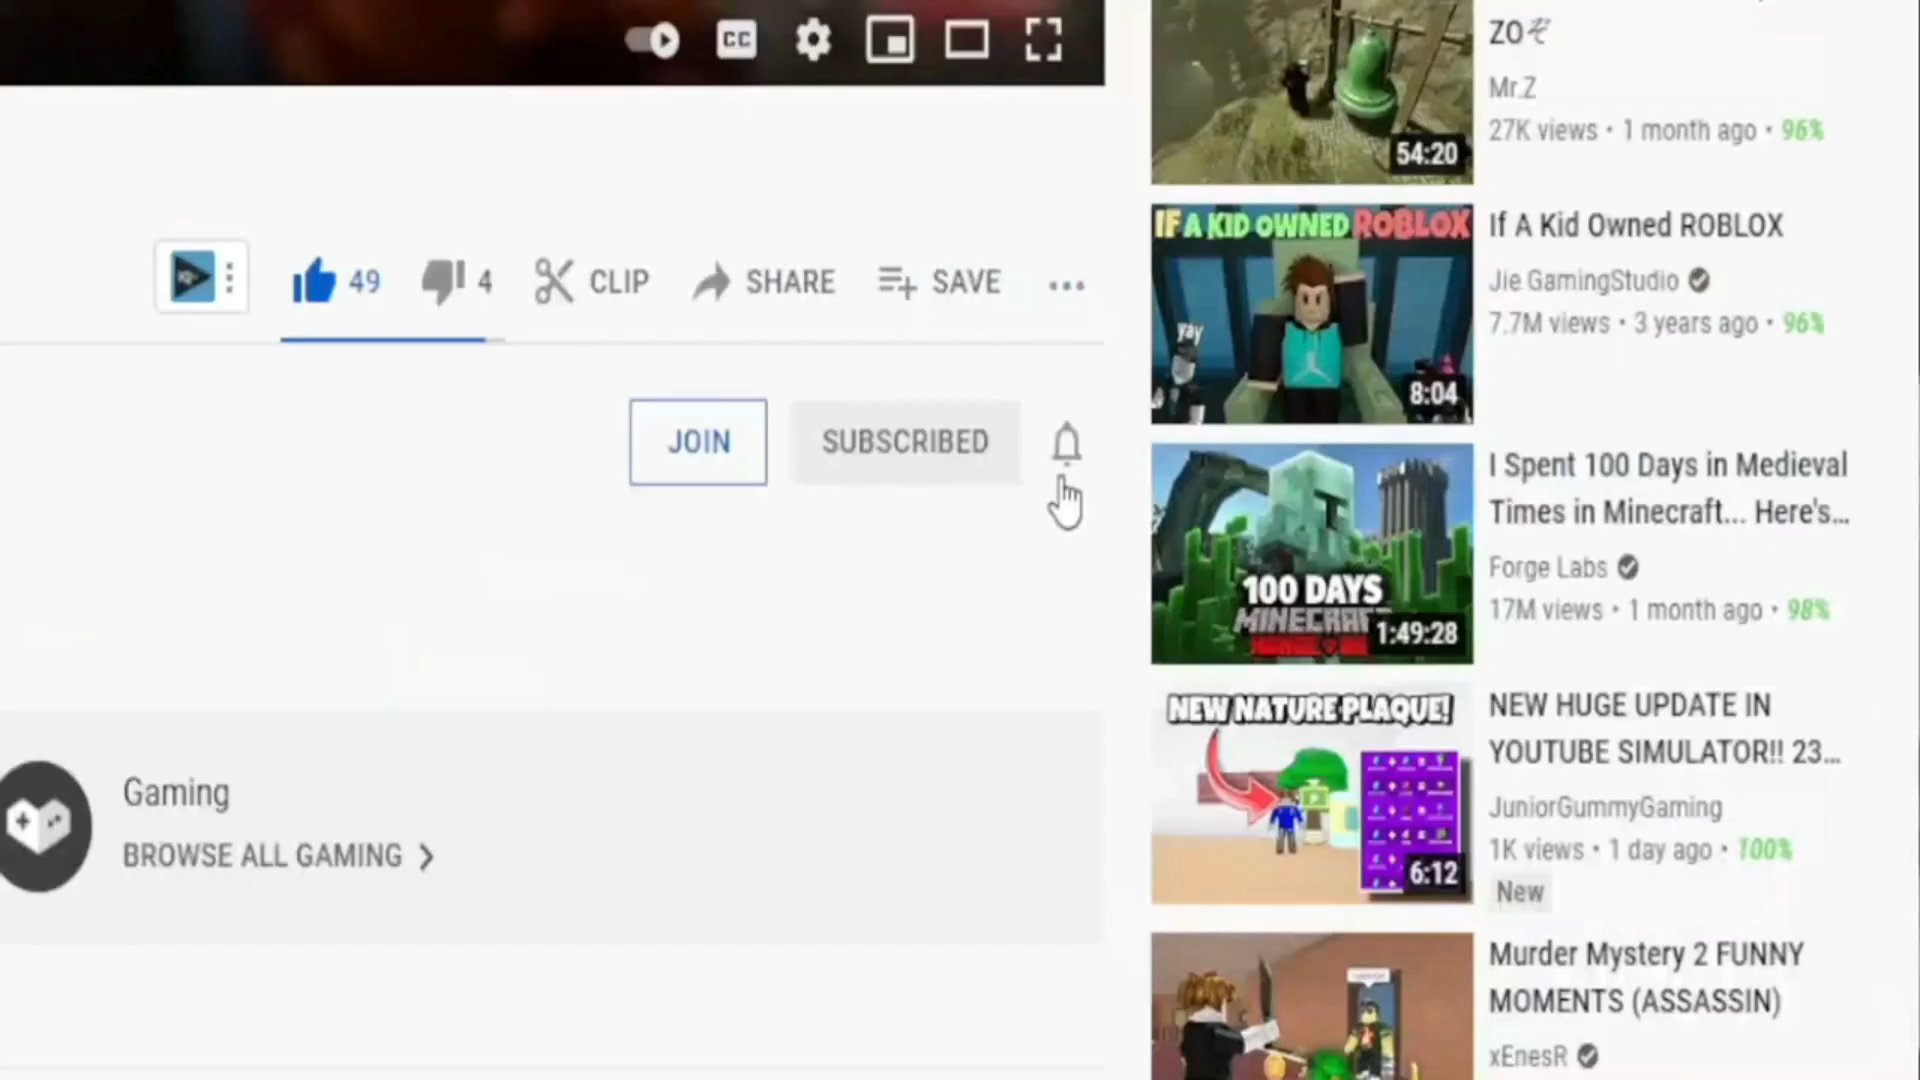 CC
49
4
CLIP
SHARE
SAVE
JOIN
SUBSCRIBED
Gaming
BROWSE ALL GAMING
54:20
ZOぞ
Mr.Z
27K views • 1 month ago • 96%
IF A KID OWNED ROBLOX
yay
8:04
If A Kid Owned ROBLOX
Jie GamingStudio
7.7M views • 3 years ago • 96%
100 DAYS
MINECRAFT
1:49:28
I Spent 100 Days in Medieval
Times in Minecraft... Here's...
Forge Labs
17M views • 1 month ago • 98%
NEW NATURE PLAQUE!
6:12
NEW HUGE UPDATE IN
YOUTUBE SIMULATOR!! 23...
JuniorGummyGaming
1K views • 1 day ago • 100%
New
Murder Mystery 2 FUNNY
MOMENTS (ASSASSIN)
xEnesR